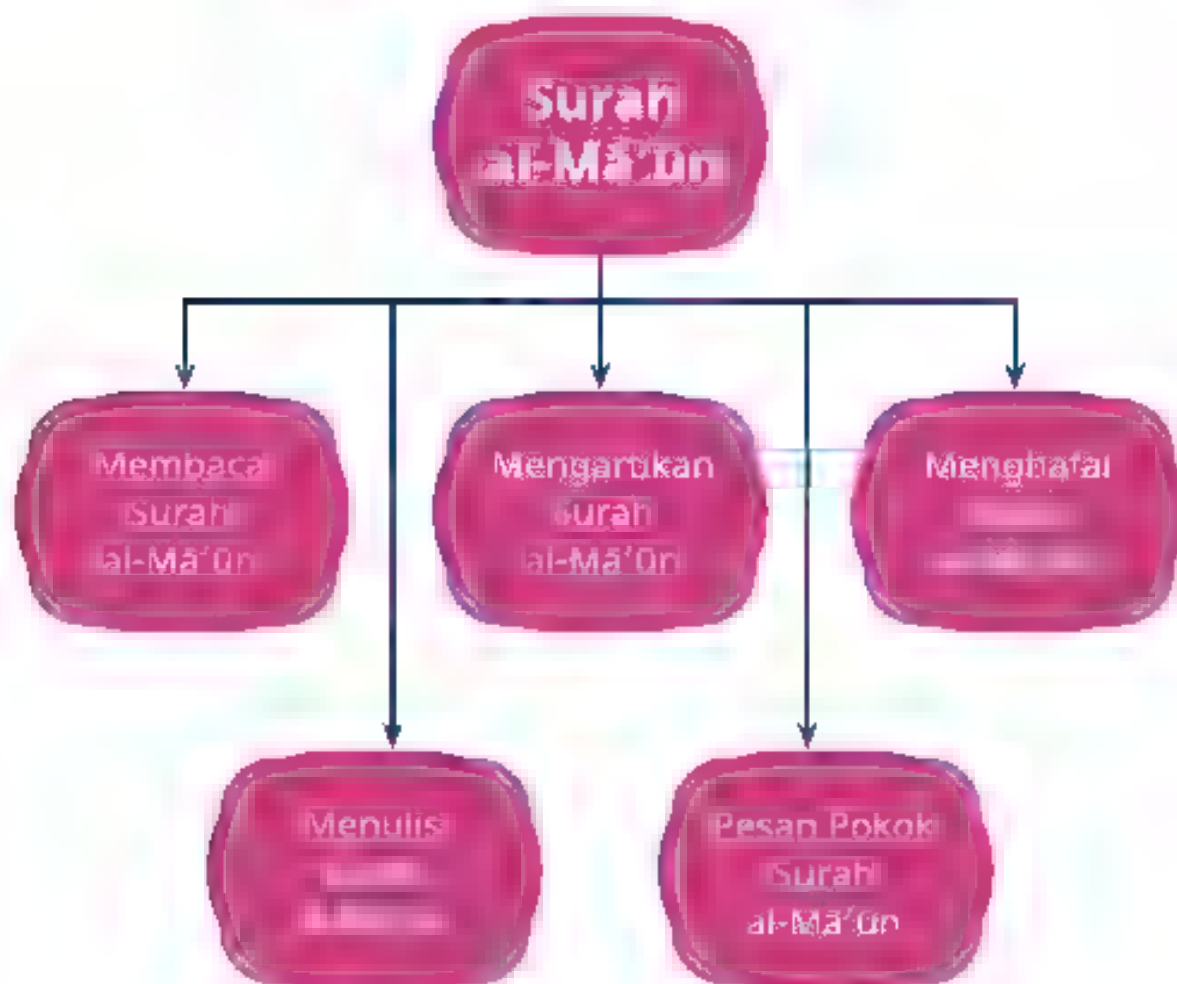 Surah
al-Mā'ūn
Membaca
Surah
al-Mā'ūn
Mengartikan
Surah
al-Mā'ūn
Menghafal
Menulis
Pesan Pokok
Surah
al-Mā'ūn